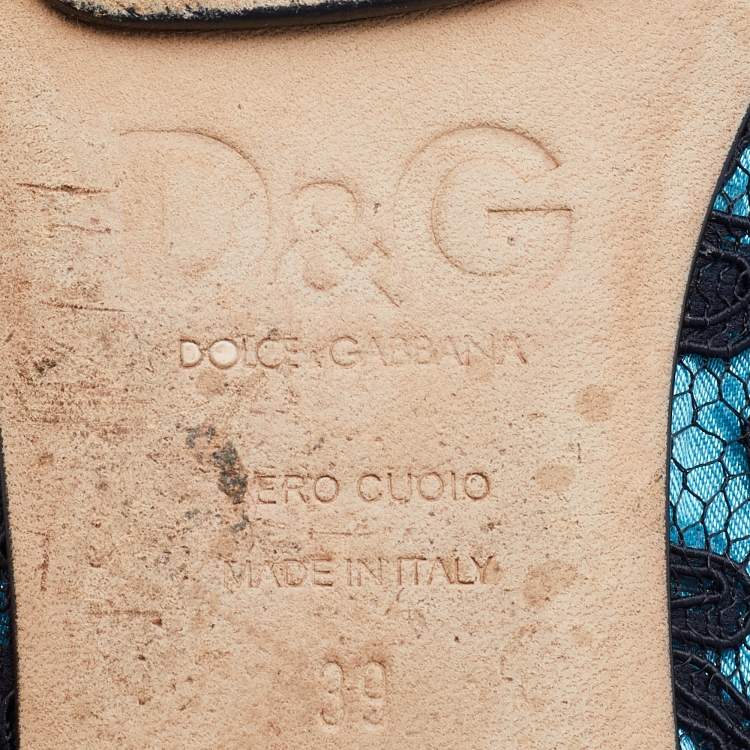 D&G
DOLCE & GABBANA
VERO CUOIO
MADE IN ITALY
39